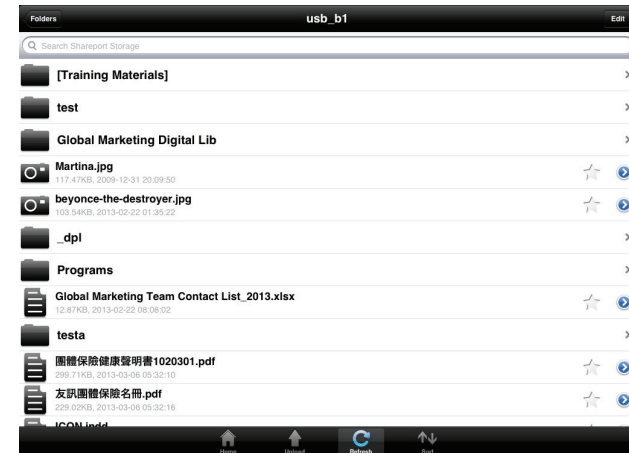 Folders
usb_b1
Edit
Search Shareport Storage
[Training Materials]
test
Global Marketing Digital Lib
Martina.jpg
117.47KB, 2009-12-31 20:09:50
beyonce-the-destroyer.jpg
103.54KB, 2013-02-22 01:35:22
_dpl
Programs
Global Marketing Team Contact List_2013.xlsx
12.87KB, 2013-02-22 08:08:02
testa
團體保險健康聲明書1020301.pdf
299.71KB, 2013-03-06 05:32:10
友訊團體保險名冊.pdf
229.02KB, 2013-03-06 05:32:16
ICON.indd
Home
Upload
Refresh
Sort